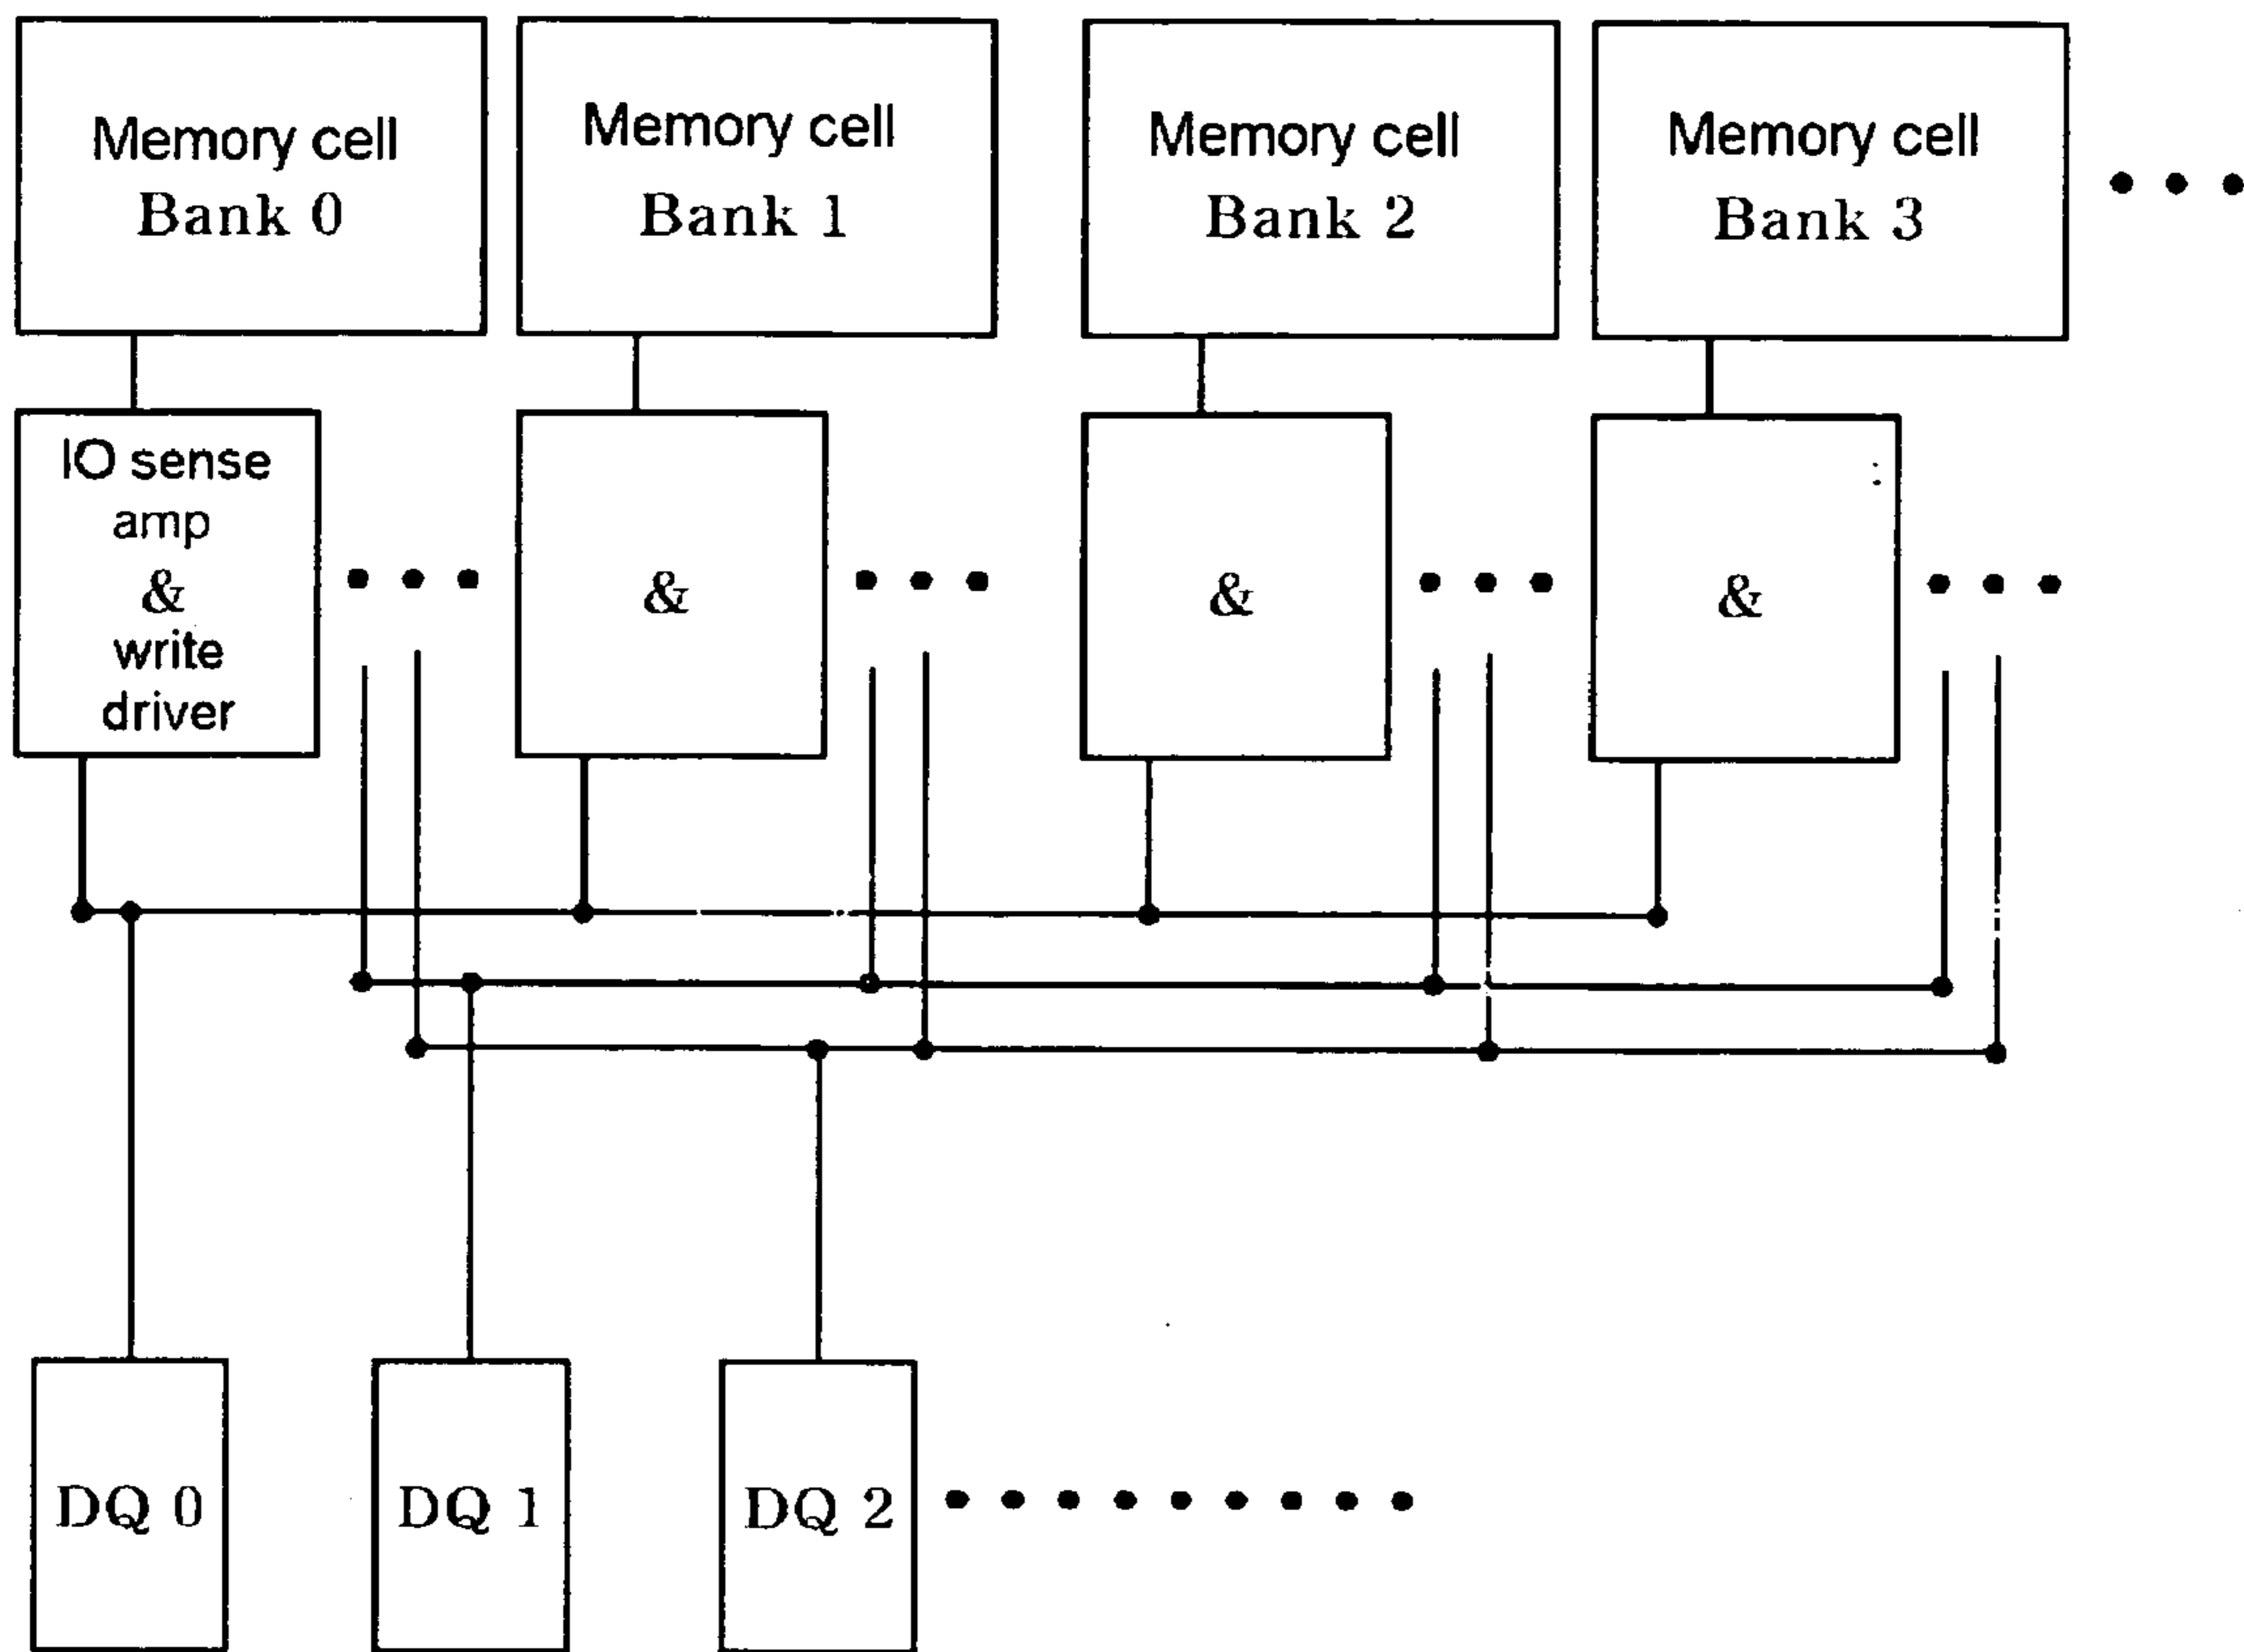 Memory cell
Bank 0
Memory cell
Bank 1
Memory cell
Bank 2
Memory cell
Bank 3
IO sense
amp
&
write
driver
&
&
&
DQ 0
DQ 1
DQ 2